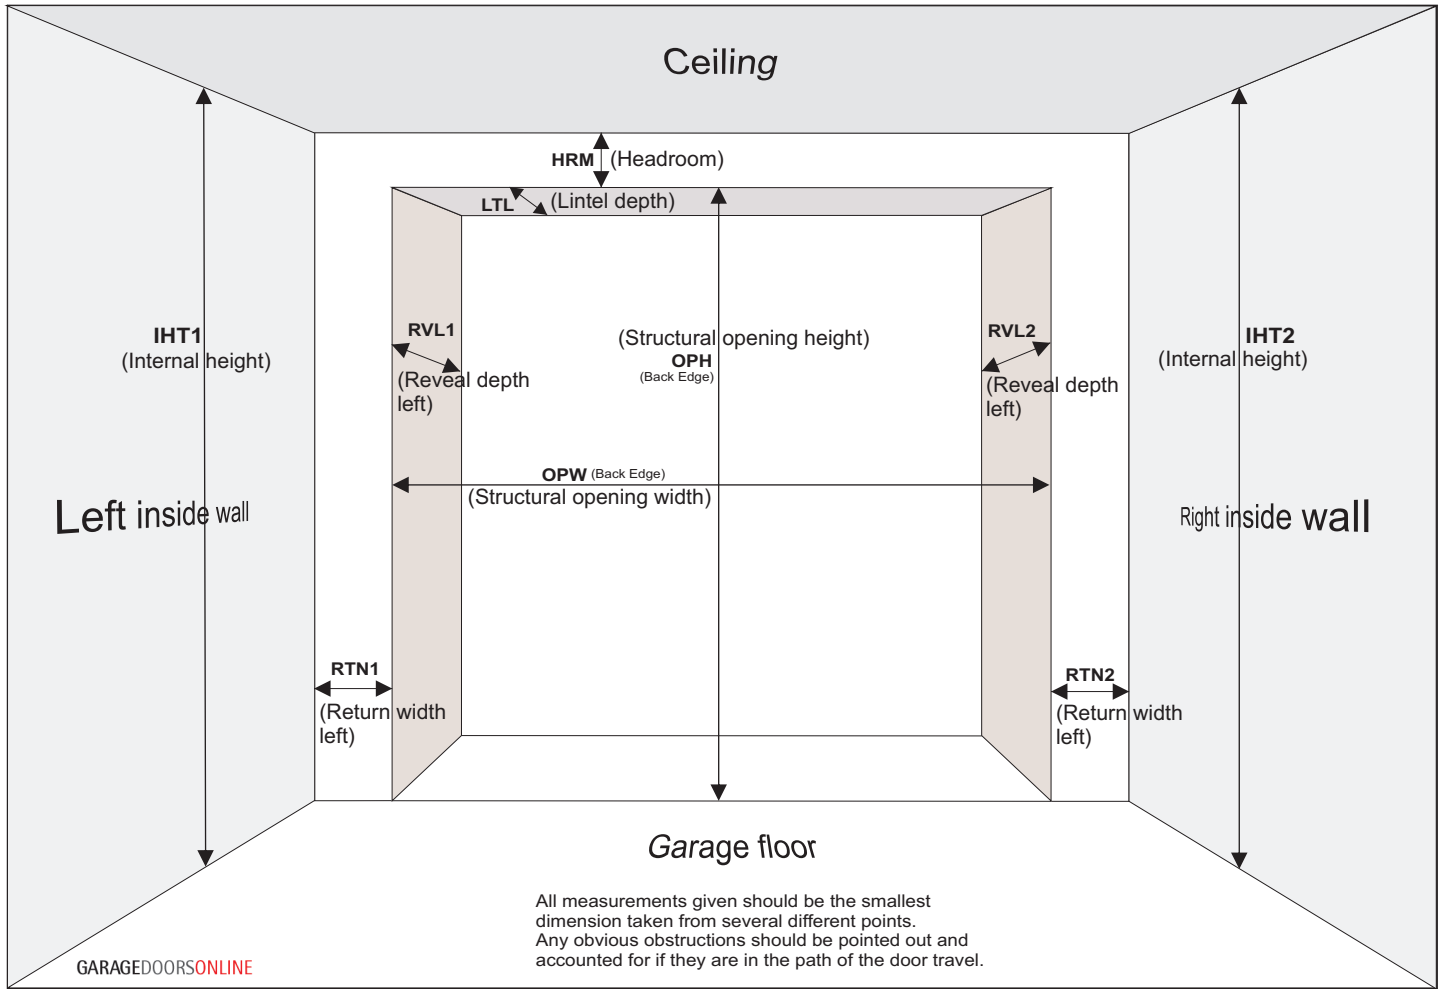 Ceiling
HRM (Headroom)
LTL (Lintel depth)
IHT1
(Internal height)
RVL1
(Reveal depth
left)
(Structural opening height)
OPH
(Back Edge)
RVL2
(Reveal depth
left)
IHT2
(Internal height)
OPW (Back Edge)
(Structural opening width)
Left inside wall
Right inside wall
RTN1
(Return width
left)
RTN2
(Return width
left)
Garage floor
All measurements given should be the smallest
dimension taken from several different points.
Any obvious obstructions should be pointed out and
accounted for if they are in the path of the door travel.
GARAGEDOORSONLINE